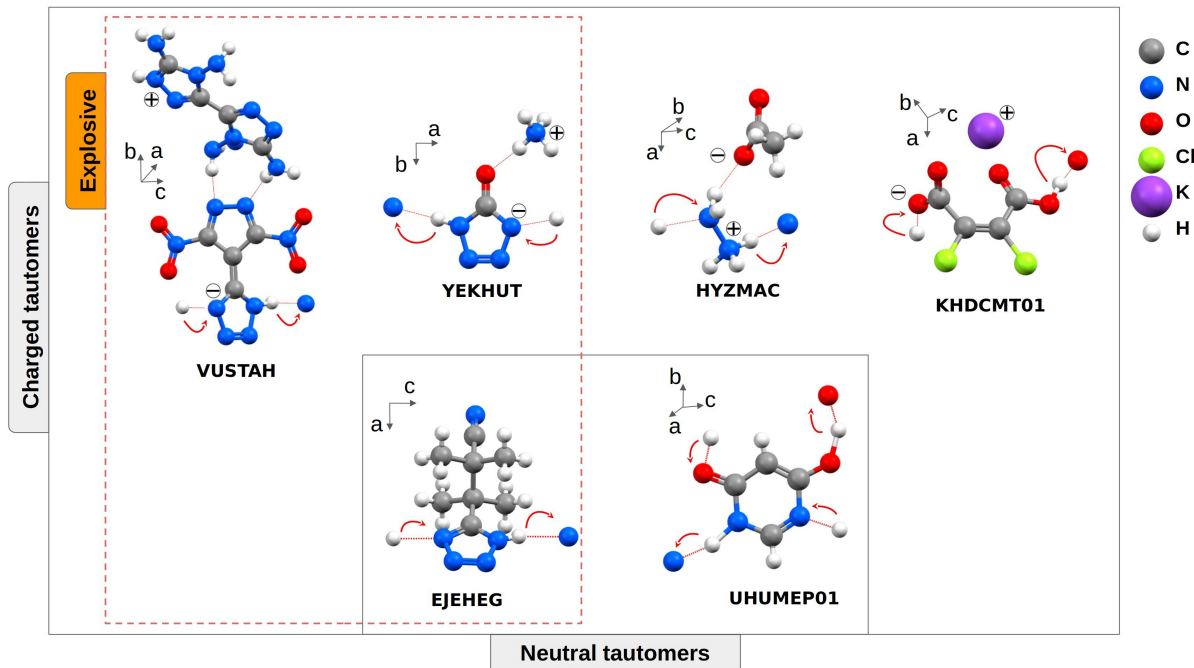 Explosive
Charged tautomers
Neutral tautomers
b
a
c
⊕
⊖
VUSTAH
a
b
⊕
⊖
YEKHUT
b
c
a
⊖
⊕
HYZMAC
b
c
a
⊕
⊖
KHDCMT01
c
a
EJEHEG
b
c
a
UHUMEP01
C
N
O
Cl
K
H